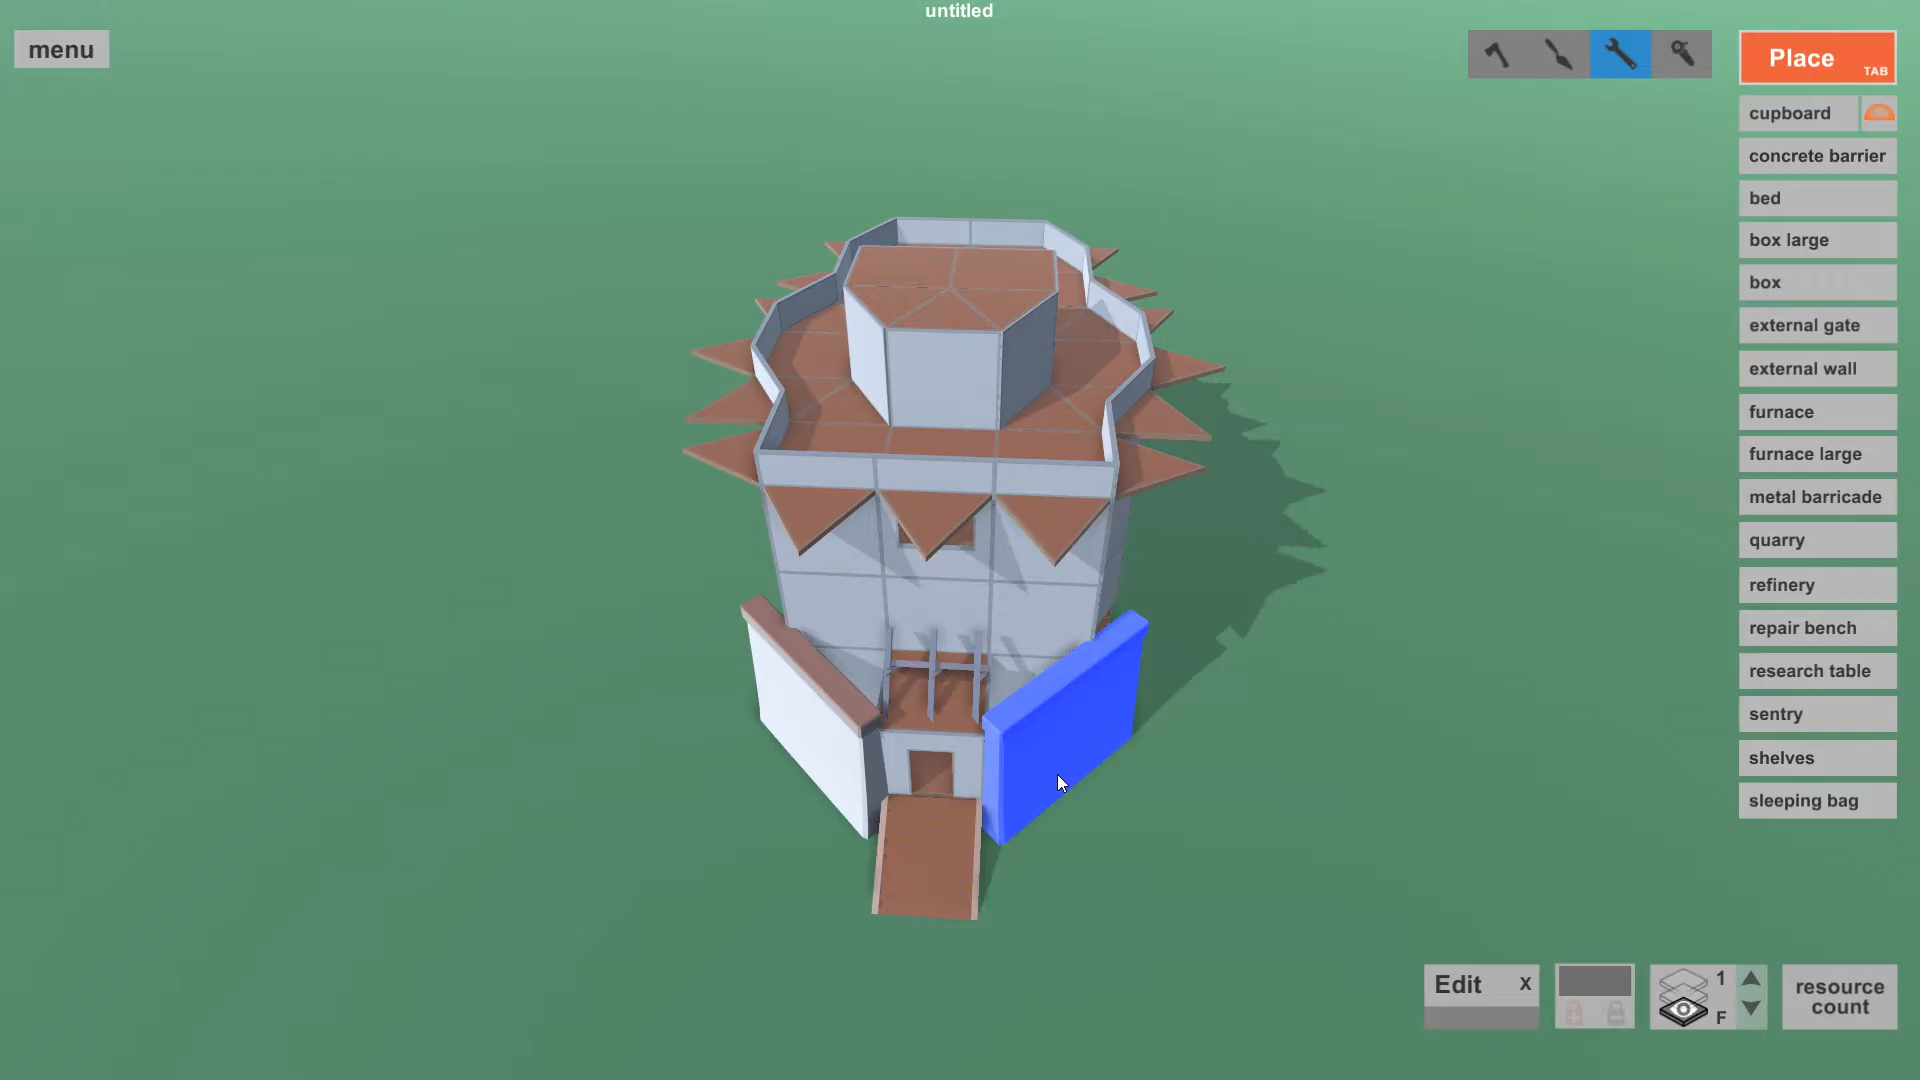 untitled
menu
Place
TAB
cupboard
concrete barrier
bed
box large
box
external gate
external wall
furnace
furnace large
metal barricade
quarry
refinery
repair bench
research table
sentry
shelves
sleeping bag
Edit X
1
F
resource
count